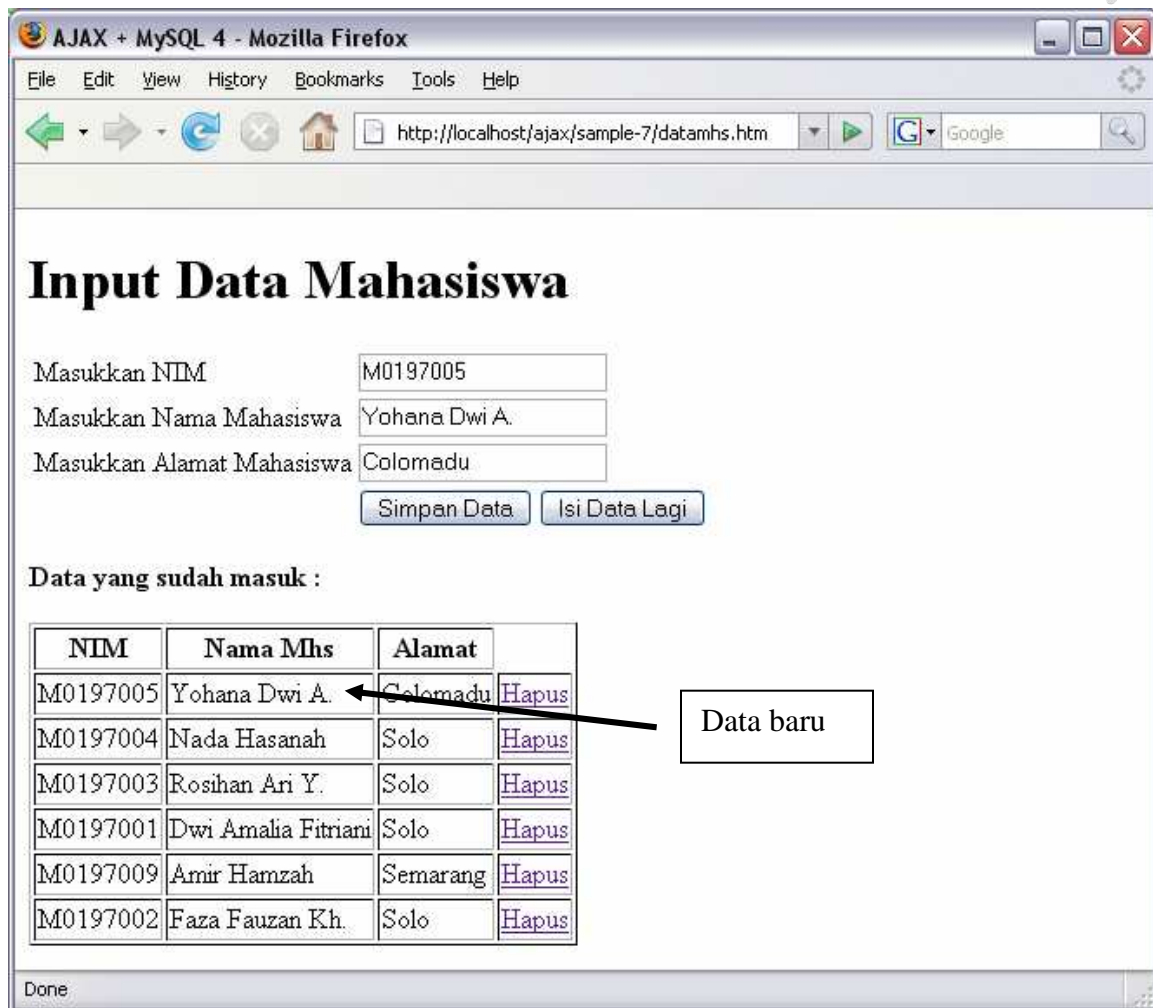 AJAX + MySQL 4 - Mozilla Firefox
File Edit View History Bookmarks Tools Help
http://localhost/ajax/sample-7/datamhs.htm G Google
Input Data Mahasiswa
Masukkan NIM M0197005
Masukkan Nama Mahasiswa Yohana Dwi A.
Masukkan Alamat Mahasiswa Colomadu
Simpan Data Isi Data Lagi
Data yang sudah masuk :
NIM Nama Mhs Alamat
M0197005 Yohana Dwi A. Colomadu Hapus
Data baru
M0197004 Nada Hasanah Solo Hapus
M0197003 Rosihan Ari Y. Solo Hapus
M0197001 Dwi Amalia Fitriani Solo Hapus
M0197009 Amir Hamzah Semarang Hapus
M0197002 Faza Fauzan Kh. Solo Hapus
Done